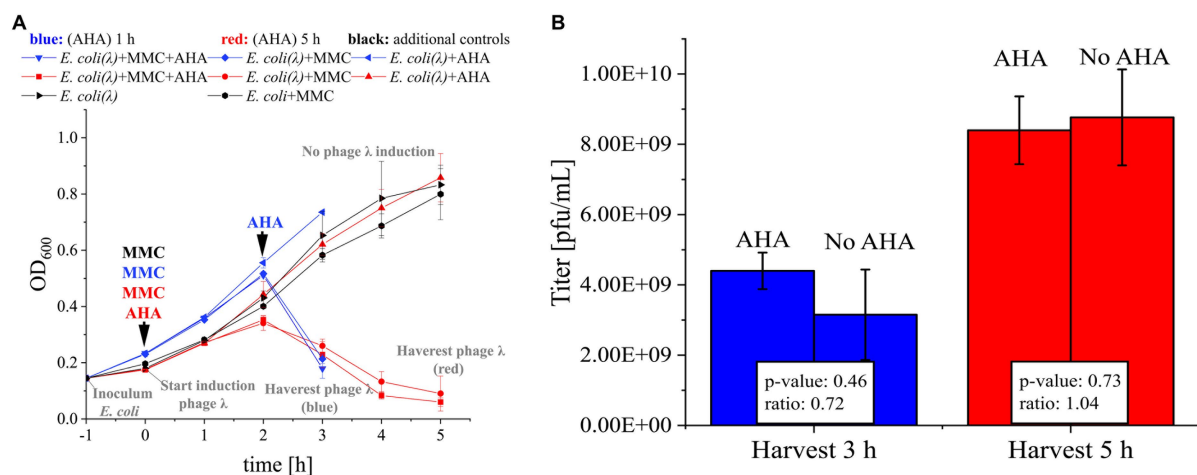 A
blue: (AHA) 1 h red: (AHA) 5 h black: additional controls
E. coli(λ)+MMC+AHA E. coli(λ)+MMC E. coli(λ)+AHA
E. coli(λ)+MMC+AHA E. coli(λ)+MMC E. coli(λ)+AHA
E. coli(λ) E. coli+MMC
1.0
0.8
0.6
0.4
0.2
0.0
OD600
No phage λ induction
AHA
MMC
MMC
MMC
AHA
Inoculum
E. coli
Start induction
phage λ
Haverest phage λ
(blue)
Haverest phage λ
(red)
-1 0 1 2 3 4 5
time [h]
B
1.00E+10
8.00E+09
6.00E+09
4.00E+09
2.00E+09
0.00E+00
Titer [pfu/mL]
AHA
No AHA
AHA
No AHA
p-value: 0.46
ratio: 0.72
p-value: 0.73
ratio: 1.04
Harvest 3 h Harvest 5 h